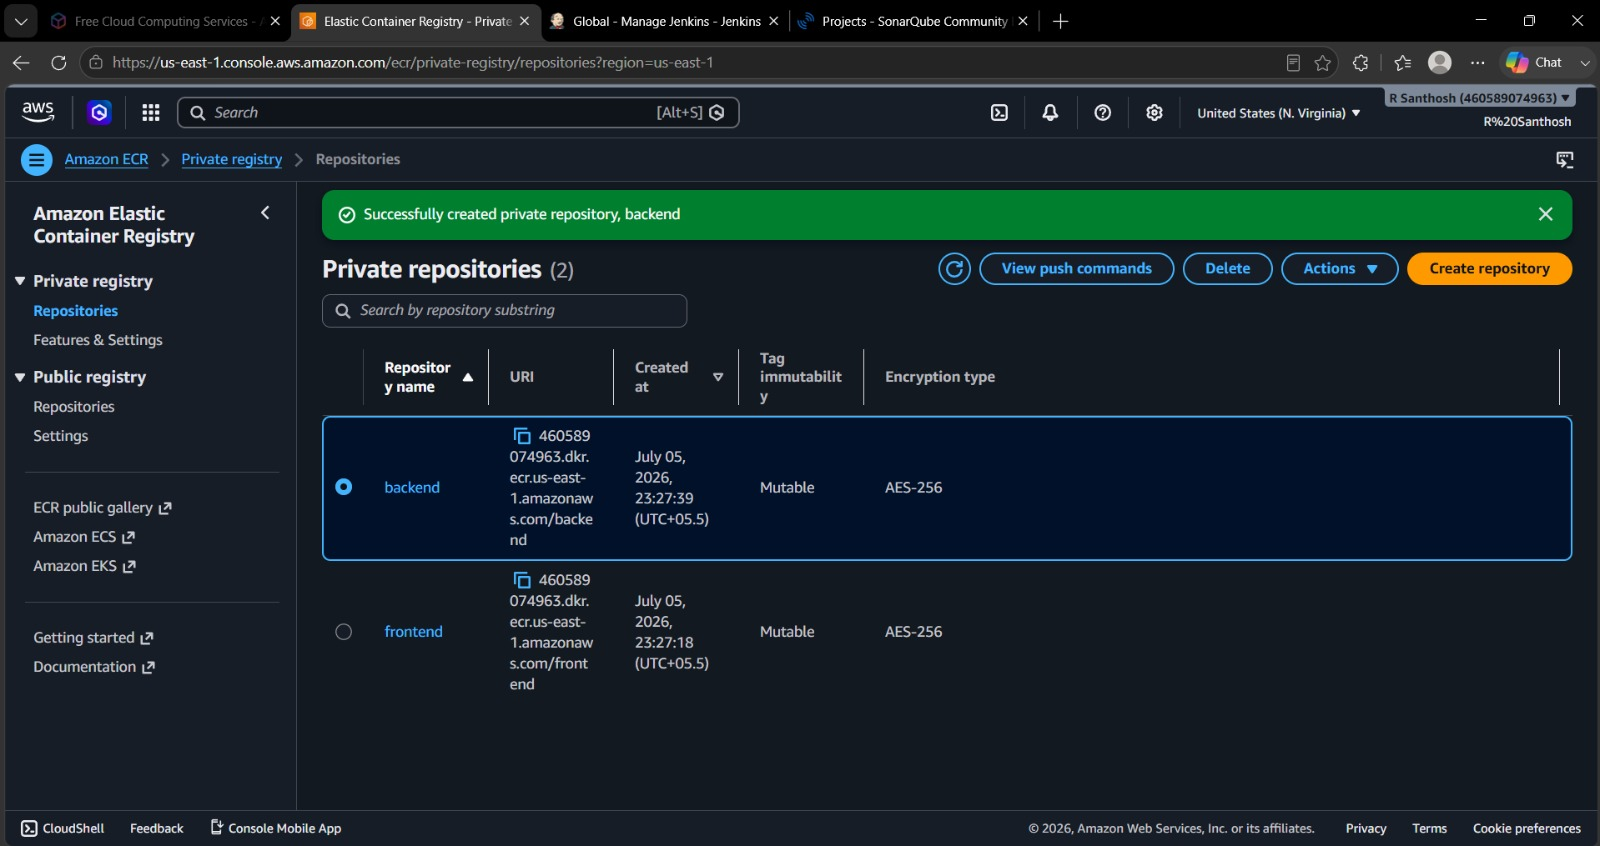 Free Cloud Computing Services - A
Elastic Container Registry - Private
Global - Manage Jenkins - Jenkins
Projects - SonarQube Community
https://us-east-1.console.aws.amazon.com/ecr/private-registry/repositories?region=us-east-1
Chat
aws
Search
[Alt+S]
United States (N. Virginia)
R Santhosh (460589074963)
R%20Santhosh
Amazon ECR
Private registry
Repositories
Amazon Elastic
Container Registry
Private registry
Repositories
Features & Settings
Public registry
Repositories
Settings
ECR public gallery
Amazon ECS
Amazon EKS
Getting started
Documentation
Successfully created private repository, backend
Private repositories (2)
View push commands
Delete
Actions
Create repository
Search by repository substring
Repositor
y name
URI
Created
at
Tag
immutabilit
y
Encryption type
backend
460589
074963.dkr.
ecr.us-east-
1.amazonaw
s.com/backe
nd
July 05,
2026,
23:27:39
(UTC+05.5)
Mutable
AES-256
frontend
460589
074963.dkr.
ecr.us-east-
1.amazonaw
s.com/front
end
July 05,
2026,
23:27:18
(UTC+05.5)
Mutable
AES-256
CloudShell
Feedback
Console Mobile App
© 2026, Amazon Web Services, Inc. or its affiliates.
Privacy
Terms
Cookie preferences